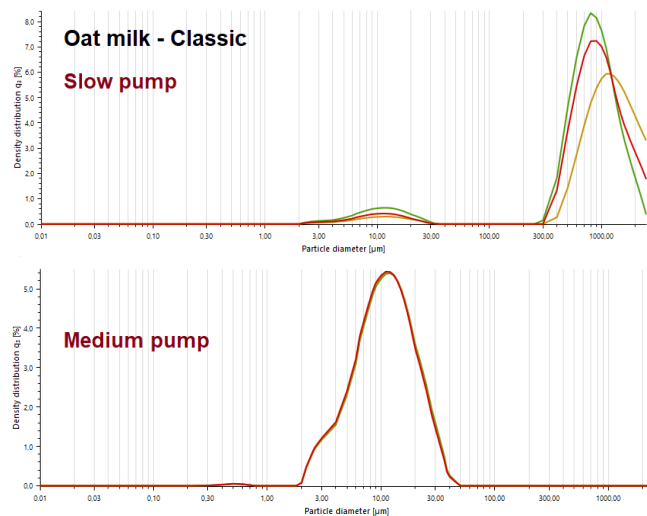 Oat milk - Classic
Slow pump
Density distribution q₃ [%]
8,0
7,0
6,0
5,0
4,0
3,0
2,0
1,0
0,0
0,01 0,03 0,10 0,30 1,00 3,00 10,00 30,00 100,00 300,00 1000,00
Particle diameter [µm]
Medium pump
Density distribution q₃ [%]
5,0
4,0
3,0
2,0
1,0
0,0
0,01 0,03 0,10 0,30 1,00 3,00 10,00 30,00 100,00 300,00 1000,00
Particle diameter [µm]